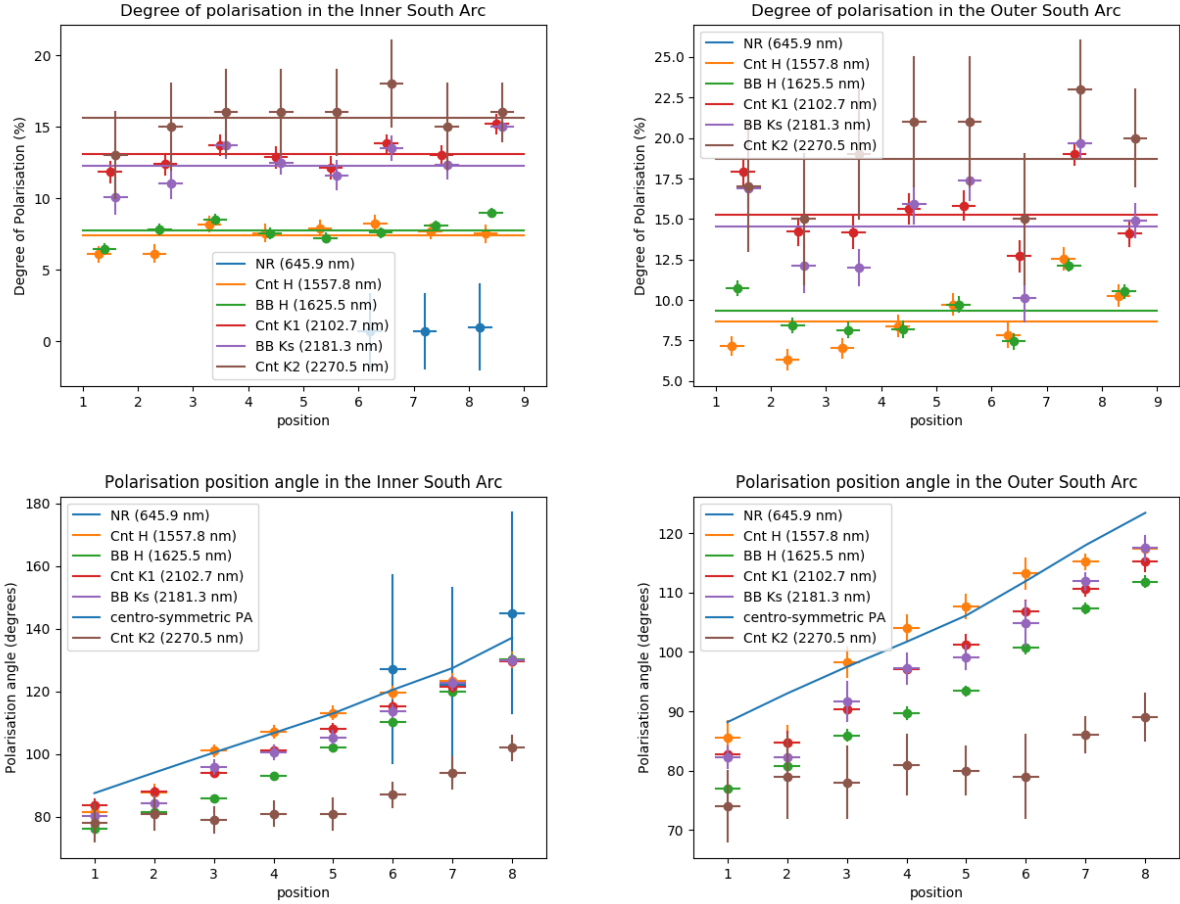 Degree of polarisation in the Inner South Arc
Degree of Polarisation (%)
20
15
10
5
0
NR (645.9 nm)
Cnt H (1557.8 nm)
BB H (1625.5 nm)
Cnt K1 (2102.7 nm)
BB Ks (2181.3 nm)
Cnt K2 (2270.5 nm)
1 2 3 4 5 6 7 8 9
position
Degree of polarisation in the Outer South Arc
Degree of Polarisation (%)
25.0
22.5
20.0
17.5
15.0
12.5
10.0
7.5
5.0
NR (645.9 nm)
Cnt H (1557.8 nm)
BB H (1625.5 nm)
Cnt K1 (2102.7 nm)
BB Ks (2181.3 nm)
Cnt K2 (2270.5 nm)
1 2 3 4 5 6 7 8 9
position
Polarisation position angle in the Inner South Arc
Polarisation angle (degrees)
180
160
140
120
100
80
NR (645.9 nm)
Cnt H (1557.8 nm)
BB H (1625.5 nm)
Cnt K1 (2102.7 nm)
BB Ks (2181.3 nm)
centro-symmetric PA
Cnt K2 (2270.5 nm)
1 2 3 4 5 6 7 8
position
Polarisation position angle in the Outer South Arc
Polarisation angle (degrees)
120
110
100
90
80
70
NR (645.9 nm)
Cnt H (1557.8 nm)
BB H (1625.5 nm)
Cnt K1 (2102.7 nm)
BB Ks (2181.3 nm)
centro-symmetric PA
Cnt K2 (2270.5 nm)
1 2 3 4 5 6 7 8
position